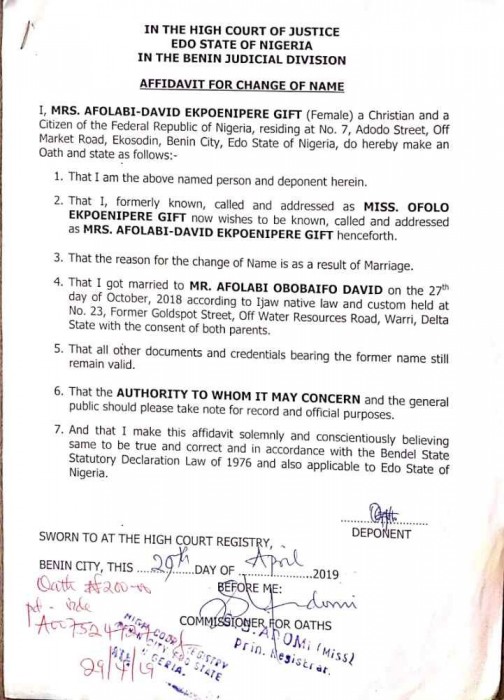 IN THE HIGH COURT OF JUSTICE
EDO STATE OF NIGERIA
IN THE BENIN JUDICIAL DIVISION
AFFIDAVIT FOR CHANGE OF NAME
I, MRS. AFOLABI-DAVID EKPOENIPERE GIFT (Female) a Christian and a
Citizen of the Federal Republic of Nigeria, residing at No. 7, Adodo Street, Off
Market Road, Ekosodin, Benin City, Edo State of Nigeria, do hereby make an
Oath and state as follows:-
1. That I am the above named person and deponent herein.
2. That I, formerly known, called and addressed as MISS. OFOLO
EKPOENIPERE GIFT now wishes to be known, called and addressed
as MRS. AFOLABI-DAVID EKPOENIPERE GIFT henceforth.
3. That the reason for the change of Name is as a result of Marriage.
4. That I got married to MR. AFOLABI OBOBAIFO DAVID on the 27th
day of October, 2018 according to Ijaw native law and custom held at
No. 23, Former Goldspot Street, Off Water Resources Road, Warri, Delta
State with the consent of both parents.
5. That all other documents and credentials bearing the former name still
remain valid.
6. That the AUTHORITY TO WHOM IT MAY CONCERN and the general
public should please take note for record and official purposes.
7. And that I make this affidavit solemnly and conscientiously believing
same to be true and correct and in accordance with the Bendel State
Statutory Declaration Law of 1976 and also applicable to Edo State of
Nigeria.
DEPONENT
SWORN TO AT THE HIGH COURT REGISTRY,
BENIN CITY, THIS 29th DAY OF April 2019
Oath ₦200
BEFORE ME:
COMMISSIONER FOR OATHS
(Miss)
Prin. Registrar.
HIGH COURT REGISTRY
BENIN CITY EDO STATE
NIGERIA.
29/4/19